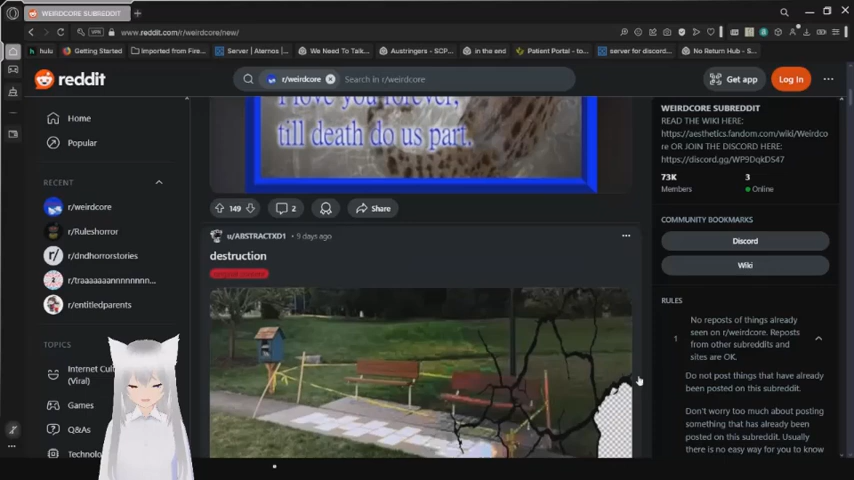 WEIRDCORE SUBREDDIT
www.reddit.com/r/weirdcore/new/
VPN
hulu
Getting Started
Imported from Fire...
Server | Aternos |
We Need To Talk...
Austringers - SCP...
in the end
Patient Portal - to...
server for discord...
No Return Hub - S...
reddit
r/weirdcore
Search in r/weirdcore
Get app
Log In
Home
Popular
RECENT
r/weirdcore
r/Ruleshorror
r/dndhorrorstories
r/traaaaaaannnnnnn...
r/entitledparents
TOPICS
Internet Cul
(Viral)
Games
Q&As
Technolo
I love you forever,
till death do us part.
149
2
Share
u/ABSTRACTXD1 • 9 days ago
destruction
WEIRDCORE SUBREDDIT
READ THE WIKI HERE:
https://aesthetics.fandom.com/wiki/Weirdco
re OR JOIN THE DISCORD HERE:
https://discord.gg/WP9DqkDS47
73K
3
Members
Online
COMMUNITY BOOKMARKS
Discord
Wiki
RULES
1
No reposts of things already
seen on r/weirdcore. Reposts
from other subreddits and
sites are OK.
Do not post things that have already
been posted on this subreddit.
Don't worry too much about posting
something that has already been
posted on this subreddit. Usually
there is no easy way for you to know